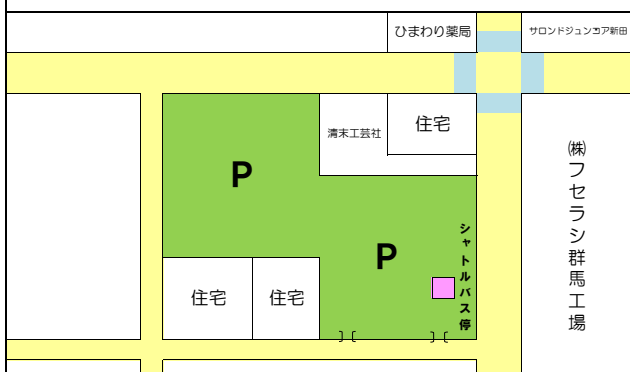 ひまわり薬局
サロンドジュンコア新田
清末工芸社
住宅
P
㈱フセラシ群馬工場
P
シャトルバス停
住宅
住宅